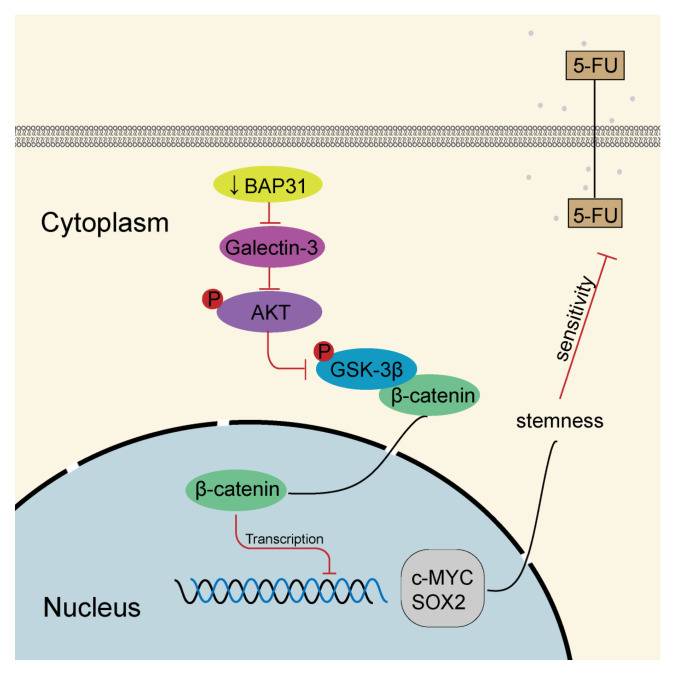 5-FU
↓BAP31
Cytoplasm
5-FU
Galectin-3
P
AKT
sensitivity
P
GSK-3β
β-catenin
stemness
β-catenin
Transcription
c-MYC
SOX2
Nucleus